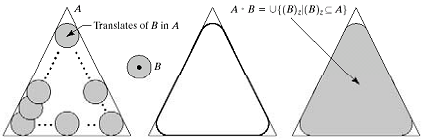 A
Translates of B in A
B
A ∘ B = ∪{(B)z|(B)z ⊆ A}